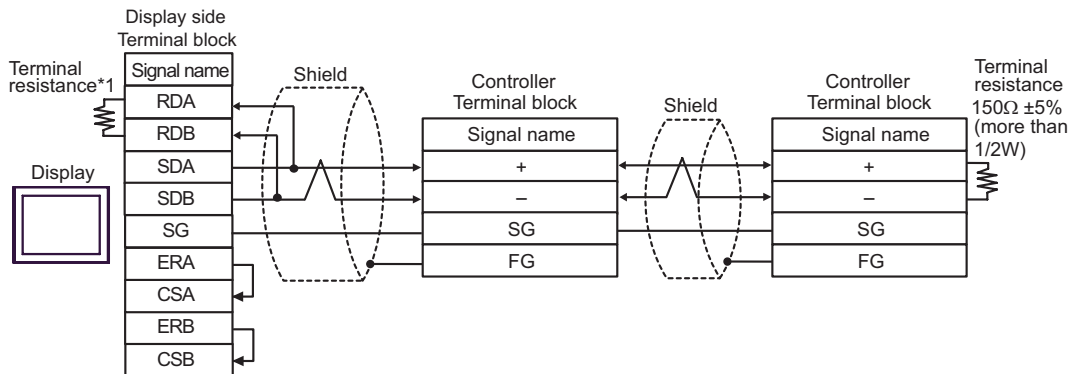 Display side
Terminal block
Signal name
Terminal
resistance*1
RDA
RDB
SDA
SDB
SG
ERA
CSA
ERB
CSB
Display
Shield
Controller
Terminal block
Signal name
+
–
SG
FG
Shield
Controller
Terminal block
Signal name
+
–
SG
FG
Terminal
resistance
150Ω ±5%
(more than
1/2W)